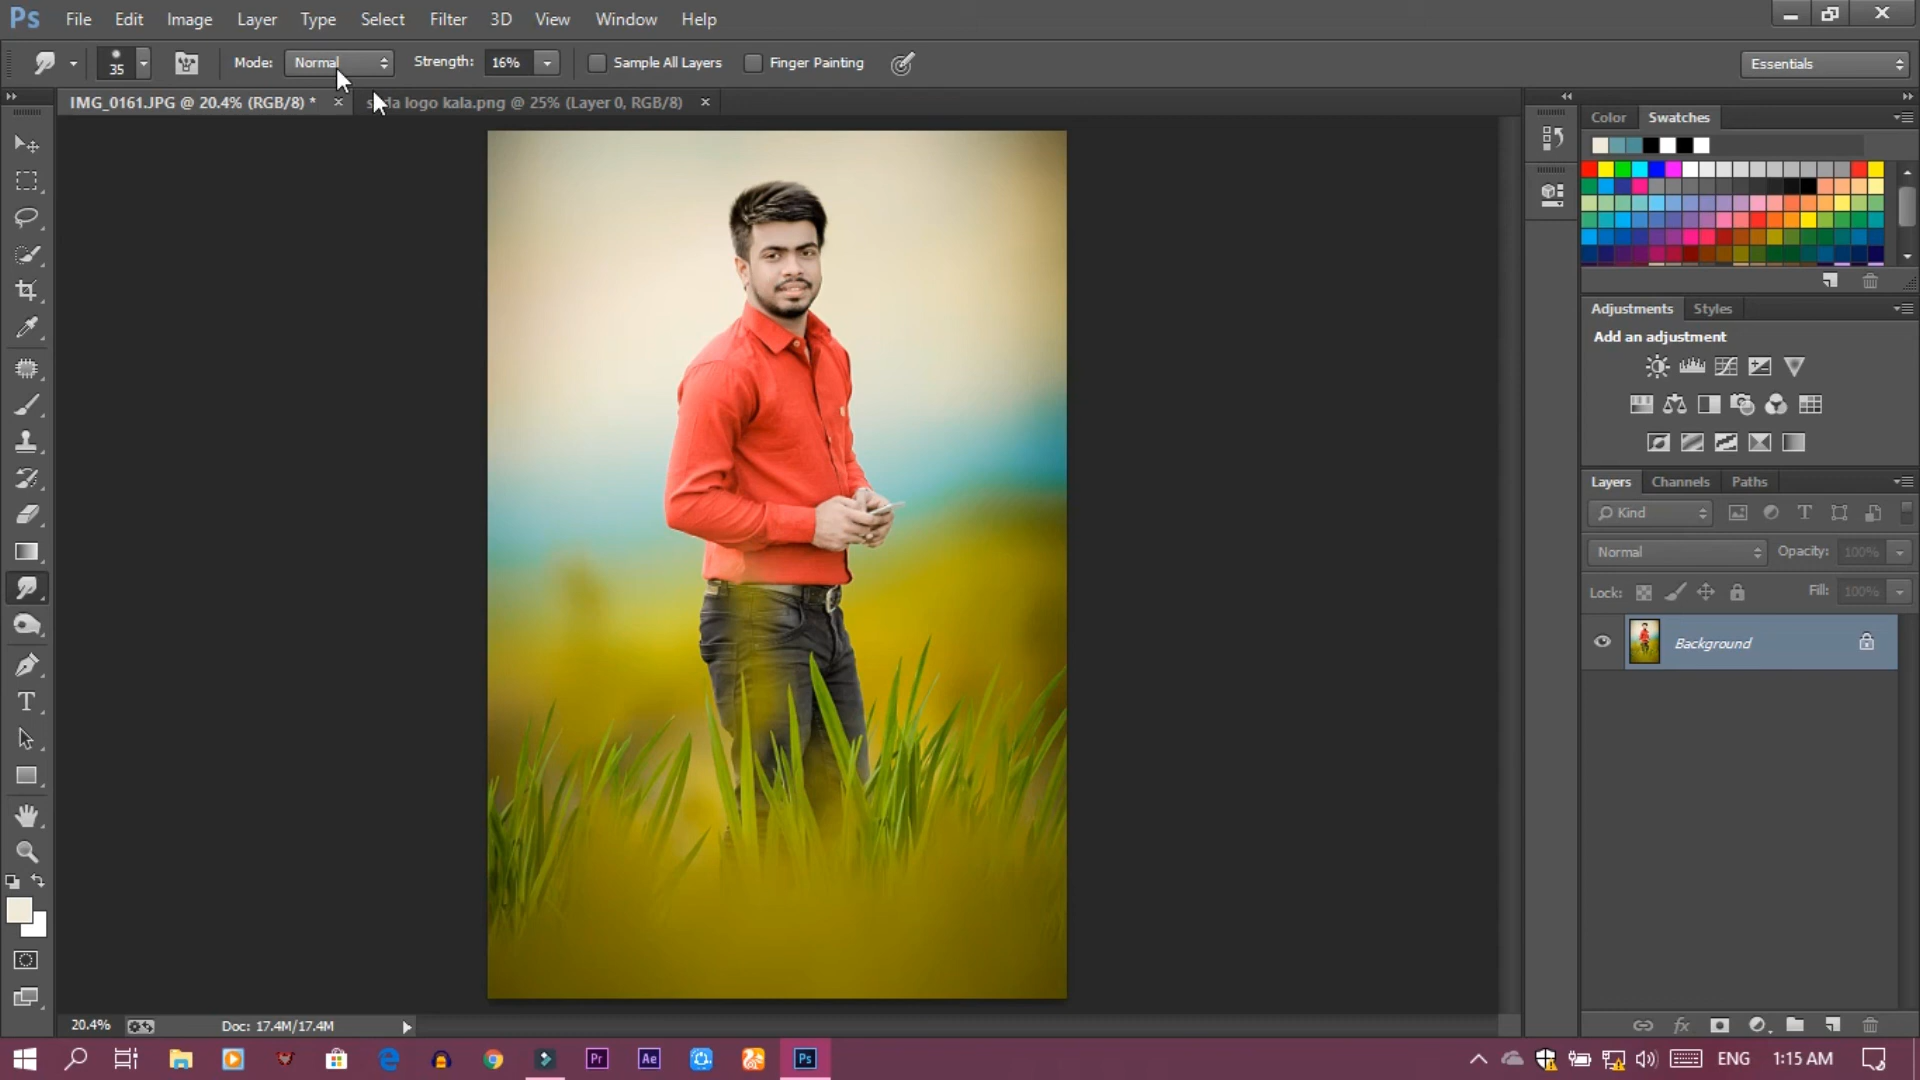 Ps File Edit Image Layer Type Select Filter 3D View Window Help
35 Mode: Normal Strength: 16% Sample All Layers Finger Painting Essentials
IMG_0161.JPG @ 20.4% (RGB/8) * × logo kala.png @ 25% (Layer 0, RGB/8) ×
Color Swatches
Adjustments Styles
Add an adjustment
Layers Channels Paths
Kind
Normal Opacity: 100%
Lock: Fill: 100%
Background
20.4% Doc: 17.4M/17.4M
Pr Ae Ps ENG 1:15 AM